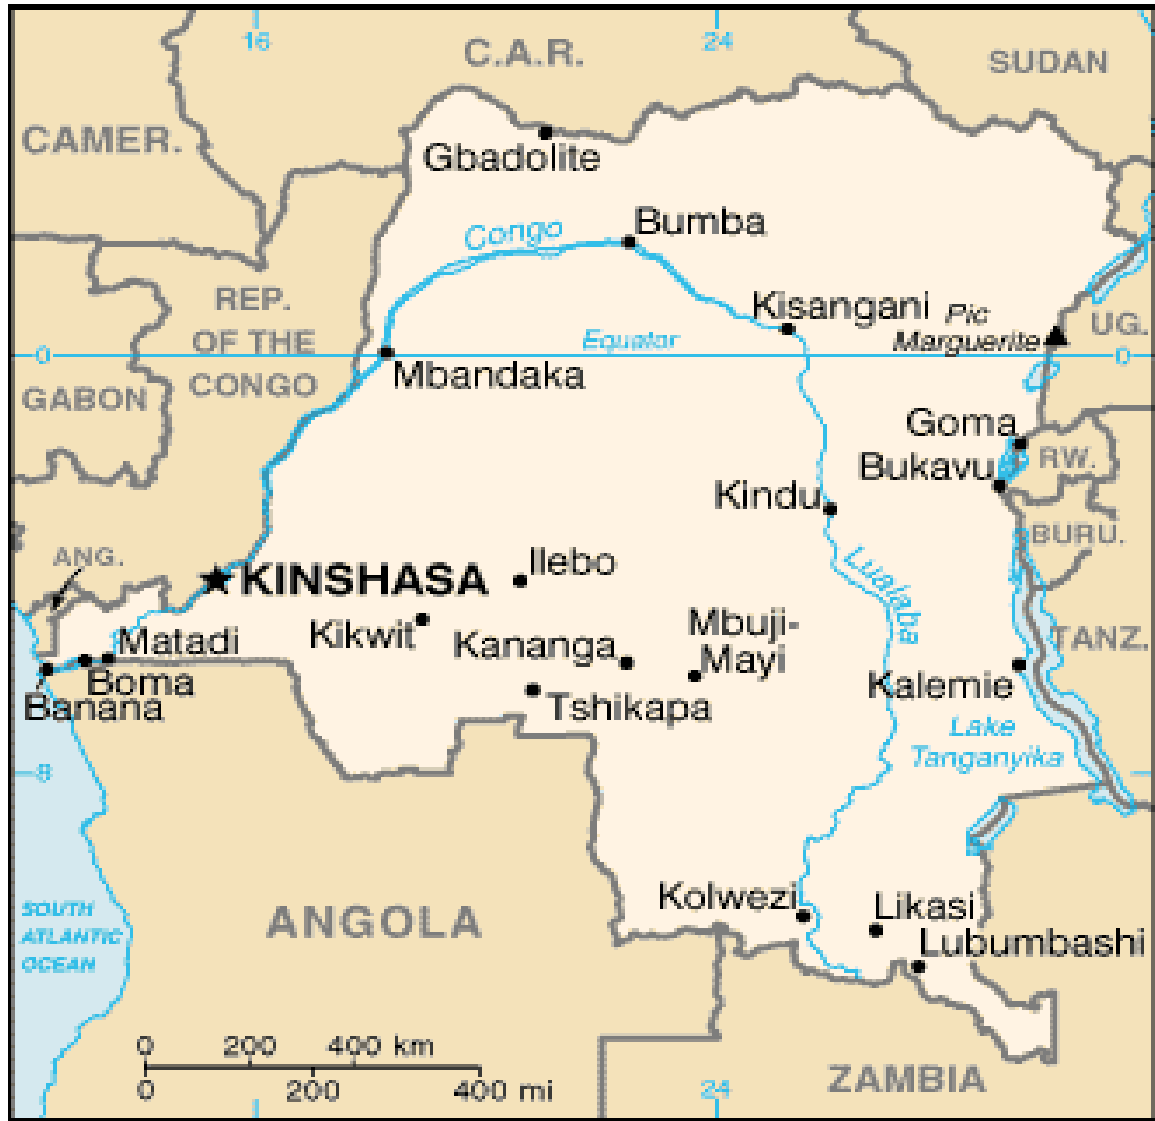 16
24
C.A.R.
SUDAN
CAMER.
Gbadolite
Bumba
Congo
REP.
OF THE
CONGO
Kisangani
Pic
Marguerite
UG.
0
Equator
0
Mbandaka
GABON
Goma
RW.
Bukavu
Kindu
BURU.
ANG.
KINSHASA
Ilebo
Lualaba
Kikwit
Kananga
Mbuji-
Mayi
TANZ.
Matadi
Boma
Banana
Tshikapa
Kalemie
Lake
Tanganyika
8
Kolwezi
Likasi
Lubumbashi
SOUTH
ATLANTIC
OCEAN
ANGOLA
0 200 400 km
0 200 400 mi
24
ZAMBIA